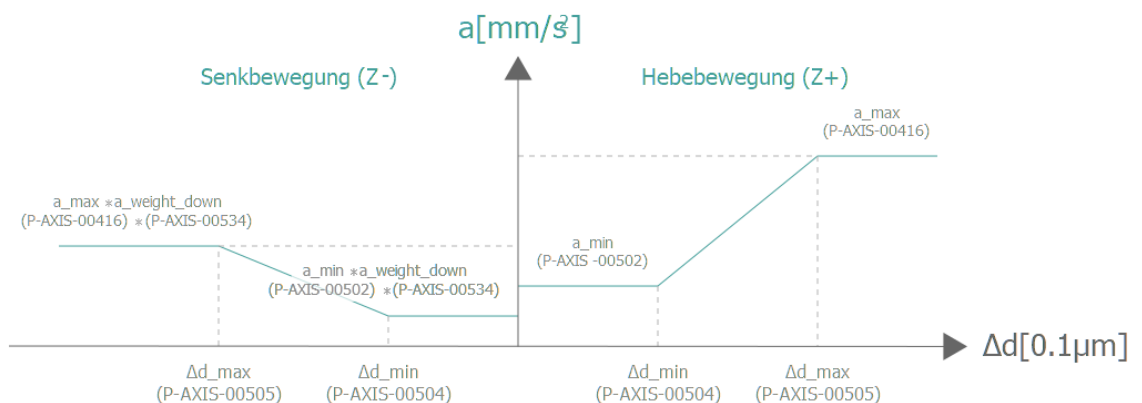 a[mm/s²]
Senkbewegung (Z-)
Hebebewegung (Z+)
a_max
(P-AXIS-00416)
a_max *a_weight_down
(P-AXIS-00416) *(P-AXIS-00534)
a_min
(P-AXIS -00502)
a_min *a_weight_down
(P-AXIS-00502) *(P-AXIS-00534)
Δd[0.1µm]
Δd_max
(P-AXIS-00505)
Δd_min
(P-AXIS-00504)
Δd_min
(P-AXIS-00504)
Δd_max
(P-AXIS-00505)